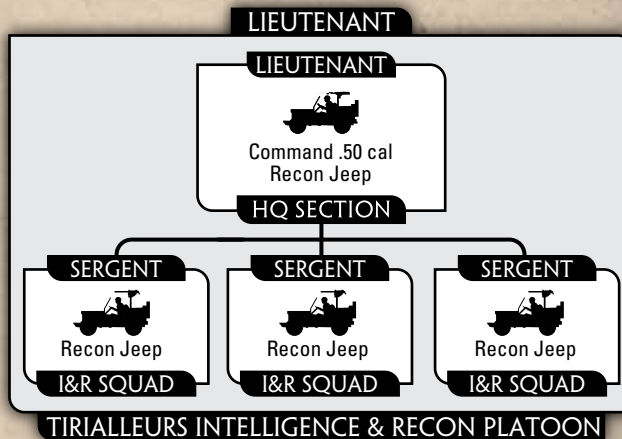 LIEUTENANT
LIEUTENANT
Command .50 cal
Recon Jeep
HQ SECTION
SERGENT
SERGENT
SERGENT
Recon Jeep
Recon Jeep
Recon Jeep
I&R SQUAD
I&R SQUAD
I&R SQUAD
TIRIALLEURS INTELLIGENCE & RECON PLATOON